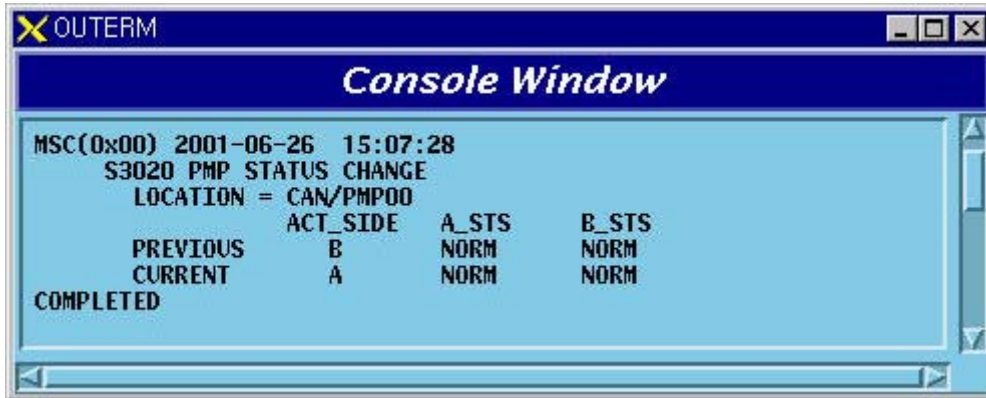 OUTERM
Console Window
MSC(0x00) 2001-06-26 15:07:28
S3020 PMP STATUS CHANGE
LOCATION = CAN/PMP00
ACT_SIDE A_STS B_STS
PREVIOUS B NORM NORM
CURRENT A NORM NORM
COMPLETED